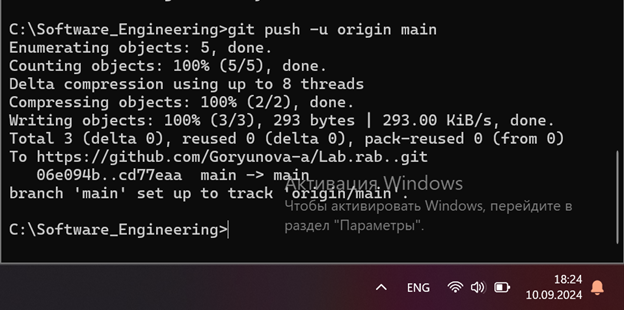 C:\Software_Engineering>git push -u origin main
Enumerating objects: 5, done.
Counting objects: 100% (5/5), done.
Delta compression using up to 8 threads
Compressing objects: 100% (2/2), done.
Writing objects: 100% (3/3), 293 bytes | 293.00 KiB/s, done.
Total 3 (delta 0), reused 0 (delta 0), pack-reused 0 (from 0)
To https://github.com/Goryunova-a/Lab.rab..git
06e094b..cd77eaa main -> main
Активация Windows
branch 'main' set up to track 'origin/main'.
Чтобы активировать Windows, перейдите в
раздел "Параметры".
C:\Software_Engineering>
ENG
18:24
10.09.2024